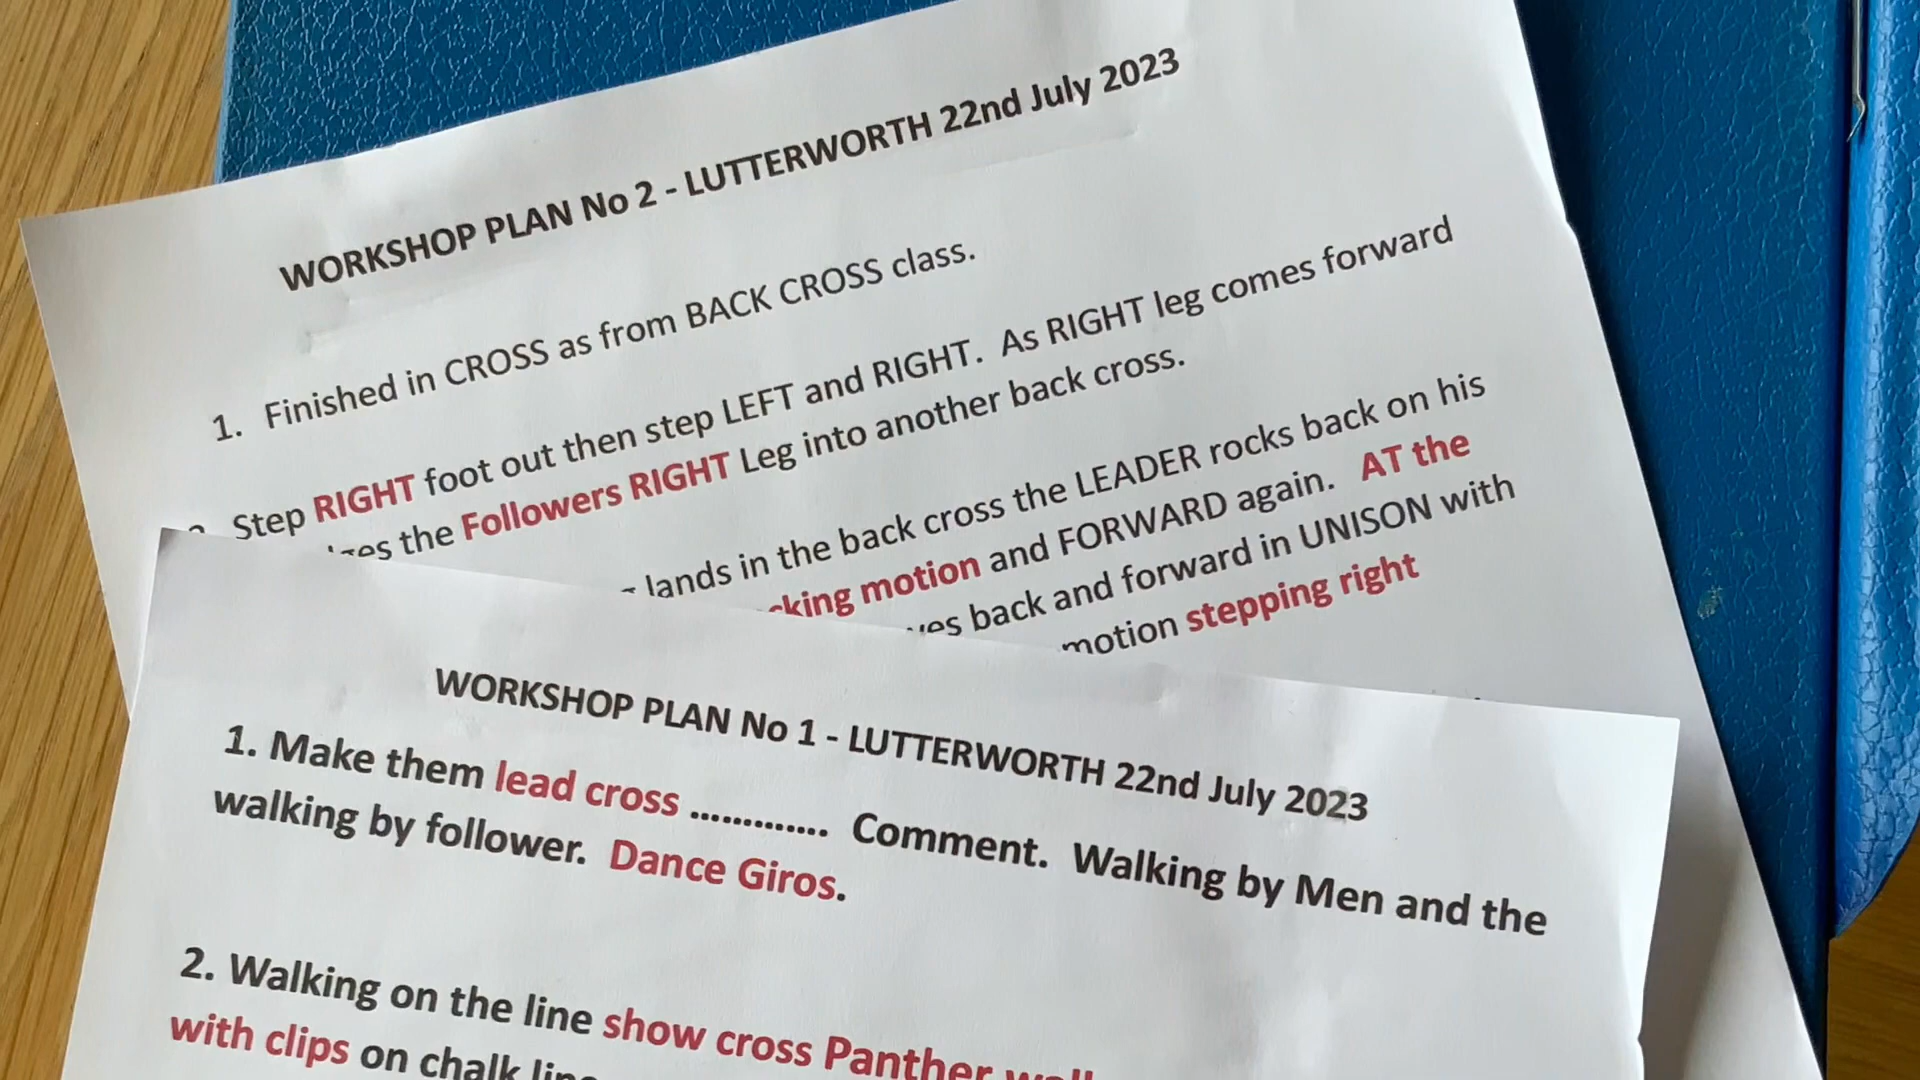 WORKSHOP PLAN No 2 - LUTTERWORTH 22nd July 2023
1. Finished in CROSS as from BACK CROSS class.
Step RIGHT foot out then step LEFT and RIGHT. As RIGHT leg comes forward
the Followers RIGHT Leg into another back cross.
lands in the back cross the LEADER rocks back on his
motion and FORWARD again. AT the
back and forward in UNISON with
motion stepping right
WORKSHOP PLAN No 1 - LUTTERWORTH 22nd July 2023
1. Make them lead cross ............. Comment. Walking by Men and the
walking by follower. Dance Giros.
2. Walking on the line show cross Panther
with clips on chalk